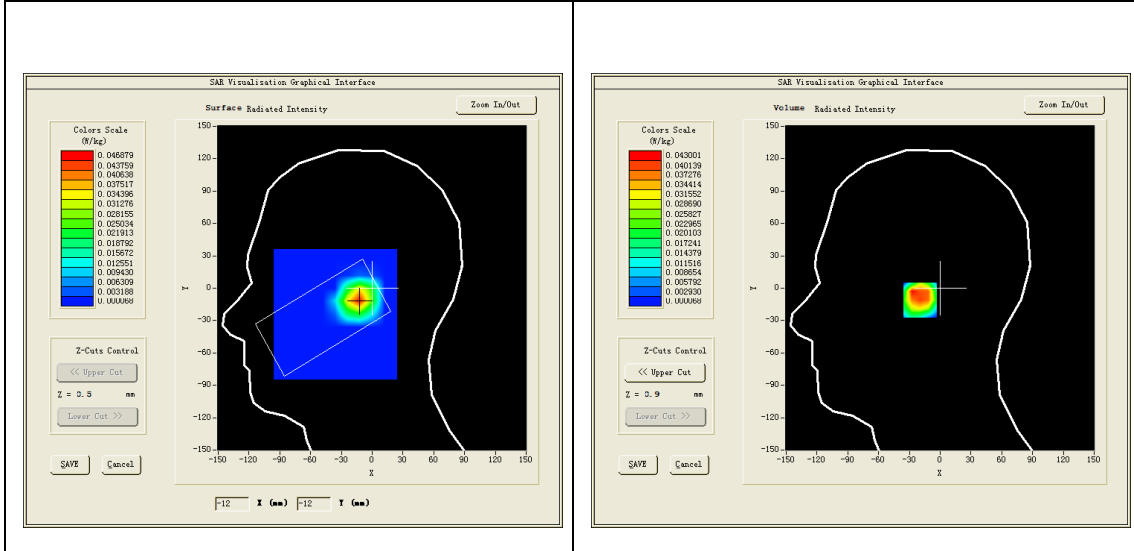 SAR Visualisation Graphical Interface
Surface Radiated Intensity
Zoom In/Out
Colors Scale
(W/kg)
0.046879
0.043759
0.040638
0.037517
0.034396
0.031276
0.028155
0.025034
0.021913
0.018792
0.015672
0.012551
0.009430
0.006309
0.003188
0.000068
150
120
90
60
30
0
-30
-60
-90
-120
-150
Y
-150 -120 -90 -60 -30 0 30 60 90 120 150
X
Z-Cuts Control
<< Upper Cut
Z = 0.5 mm
Lower Cut >>
SAVE Cancel
-12 X (mm) -12 Y (mm)
SAR Visualisation Graphical Interface
Volume Radiated Intensity
Zoom In/Out
Colors Scale
(W/kg)
0.043001
0.040139
0.037276
0.034414
0.031552
0.028690
0.025827
0.022965
0.020103
0.017241
0.014379
0.011516
0.008654
0.005792
0.002930
0.000068
150
120
90
60
30
0
-30
-60
-90
-120
-150
Y
-150 -120 -90 -60 -30 0 30 60 90 120 150
X
Z-Cuts Control
<< Upper Cut
Z = 0.9 mm
Lower Cut >>
SAVE Cancel